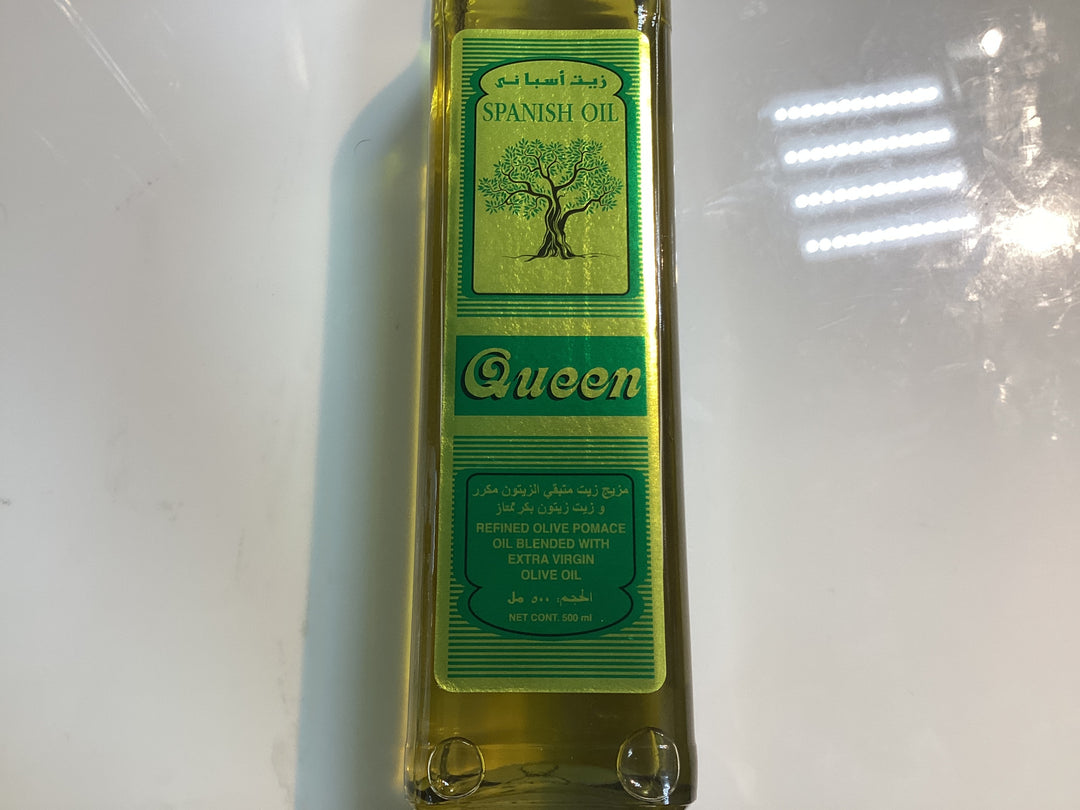 زيت أسباني
SPANISH OIL
Queen
مزيج زيت متبقي الزيتون مكرر
و زيت زيتون بكر ممتاز
REFINED OLIVE POMACE
OIL BLENDED WITH
EXTRA VIRGIN
OLIVE OIL
الحجم: ٥٠٠ مل
NET CONT. 500 ml